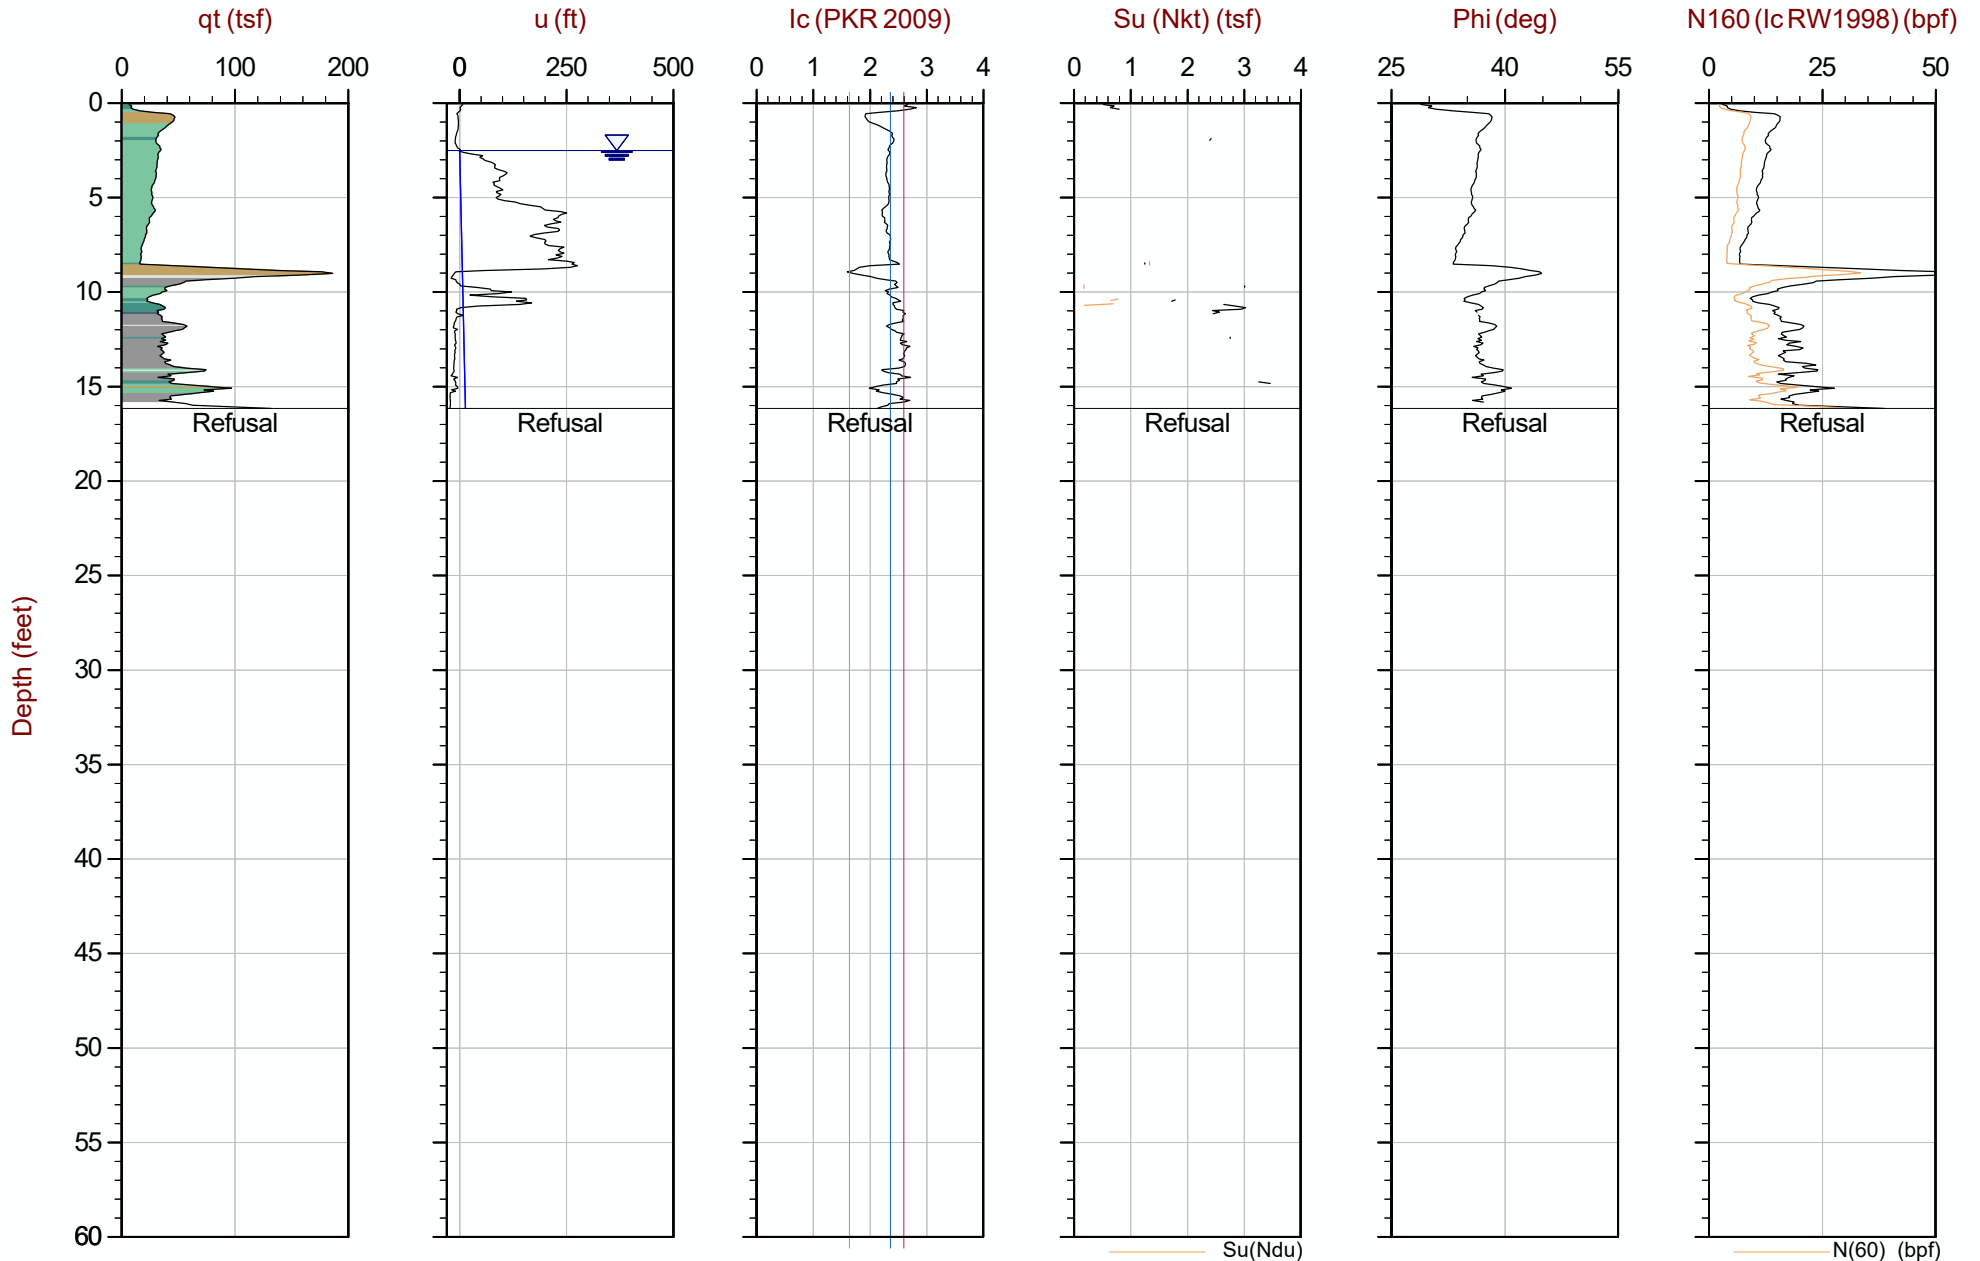 qt (tsf) u (ft) Ic (PKR 2009) Su (Nkt) (tsf) Phi (deg) N160 (Ic RW1998) (bpf)
0 100 200 0 250 500 0 1 2 3 4 0 1 2 3 4 25 40 55 0 25 50
0
5
10
15
Refusal Refusal Refusal Refusal Refusal Refusal
20
25
30
Depth (feet)
35
40
45
50
55
60
Su(Ndu) N(60) (bpf)